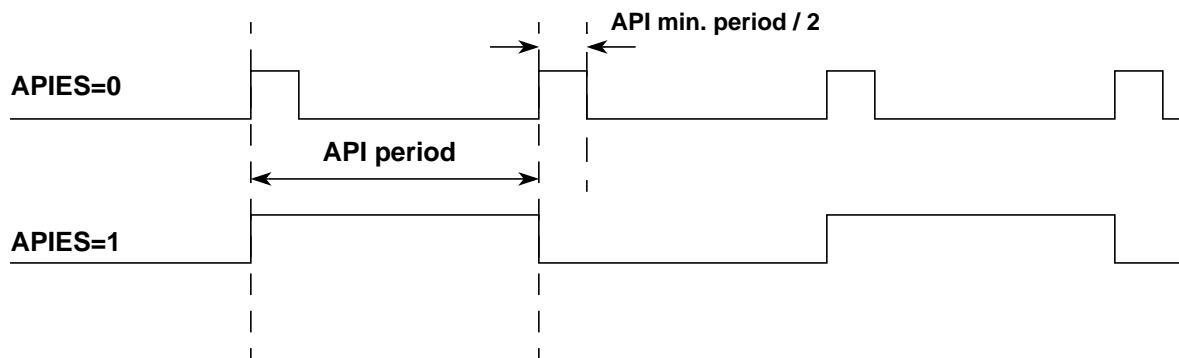 API min. period / 2
APIES=0
API period
APIES=1